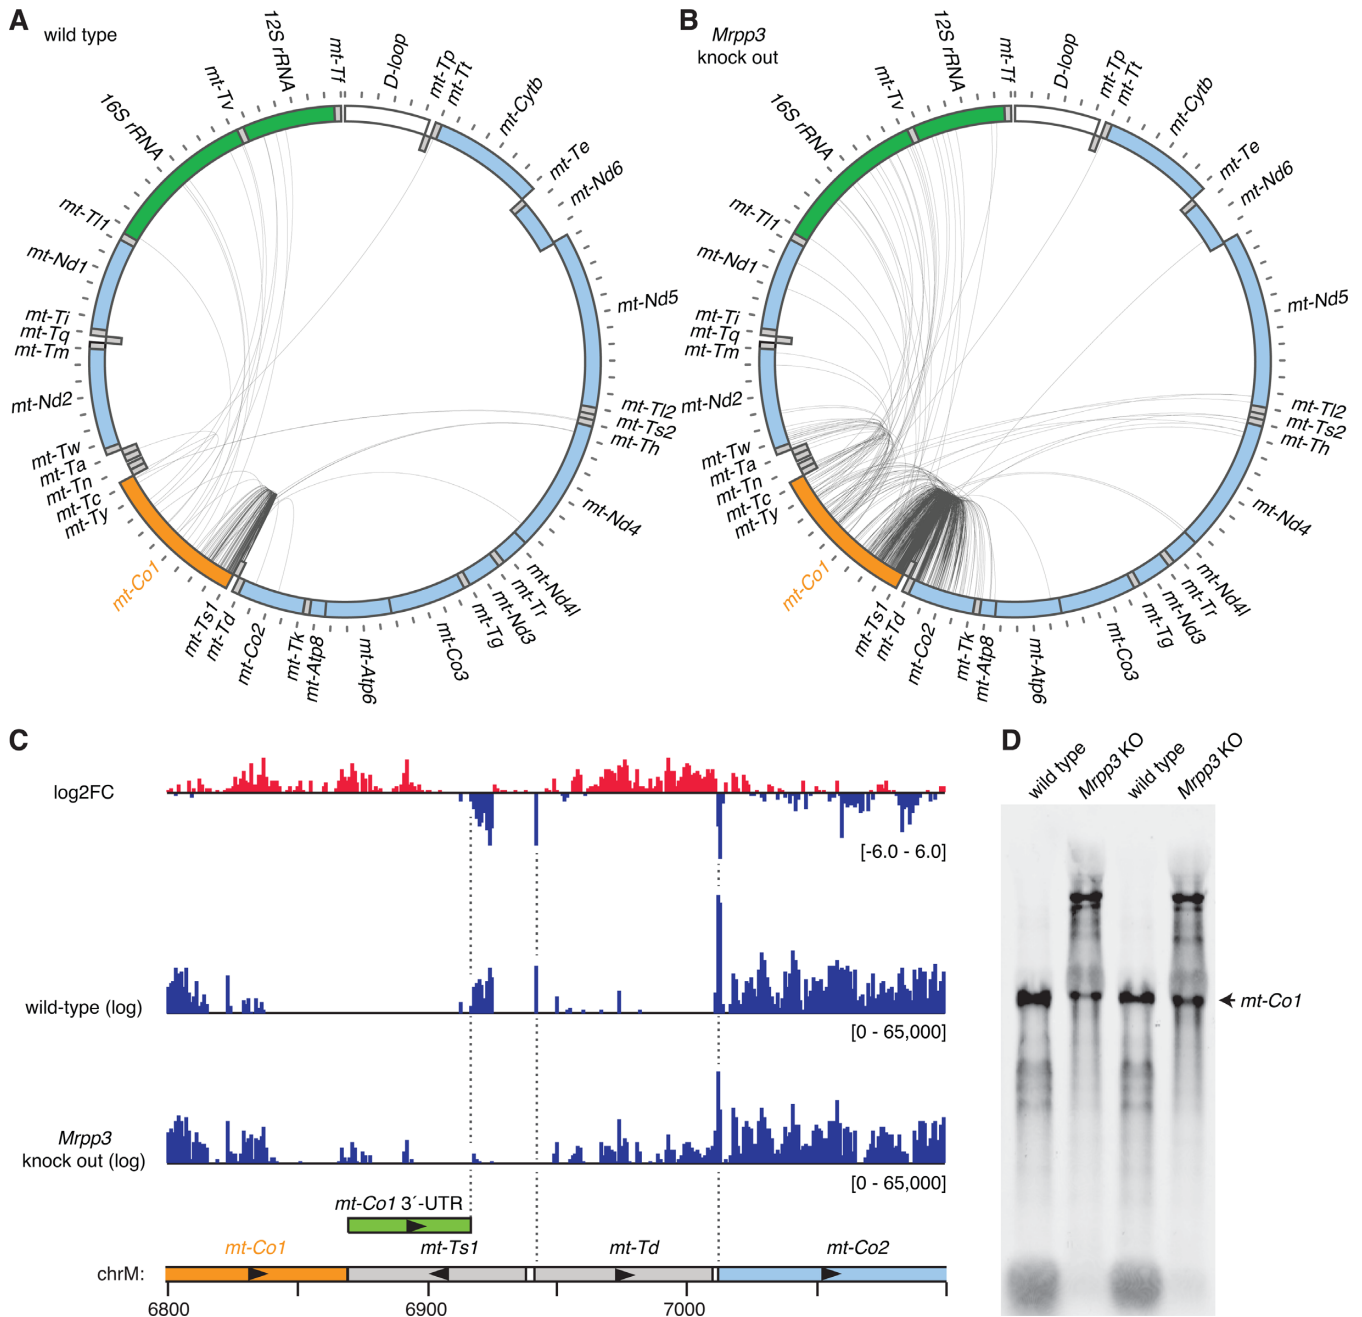 A
wild type
12S rRNA
mt-Tf
D-loop
mt-Tp
mt-Tt
mt-Cytb
mt-Te
mt-Nd6
mt-Nd5
mt-Tl2
mt-Ts2
mt-Th
mt-Nd4
mt-Nd4l
mt-Tr
mt-Nd3
mt-Tg
mt-Co3
mt-Atp6
mt-Atp8
mt-Tk
mt-Co2
mt-Td
mt-Ts1
mt-Co1
mt-Ty
mt-Tc
mt-Tn
mt-Ta
mt-Tw
mt-Nd2
mt-Tm
mt-Tq
mt-Ti
mt-Nd1
mt-Tl1
16S rRNA
mt-Tv
B
Mrpp3
knock out
12S rRNA
mt-Tf
D-loop
mt-Tp
mt-Tt
mt-Cytb
mt-Te
mt-Nd6
mt-Nd5
mt-Tl2
mt-Ts2
mt-Th
mt-Nd4
mt-Nd4l
mt-Tr
mt-Nd3
mt-Tg
mt-Co3
mt-Atp6
mt-Atp8
mt-Tk
mt-Co2
mt-Td
mt-Ts1
mt-Co1
mt-Ty
mt-Tc
mt-Tn
mt-Ta
mt-Tw
mt-Nd2
mt-Tm
mt-Tq
mt-Ti
mt-Nd1
mt-Tl1
16S rRNA
mt-Tv
C
log2FC
[-6.0 - 6.0]
wild-type (log)
[0 - 65,000]
Mrpp3
knock out (log)
[0 - 65,000]
mt-Co1 3´-UTR
mt-Co1 mt-Ts1 mt-Td mt-Co2
chrM:
6800 6900 7000 7000
D
wild type
Mrpp3 KO
wild type
Mrpp3 KO
mt-Co1